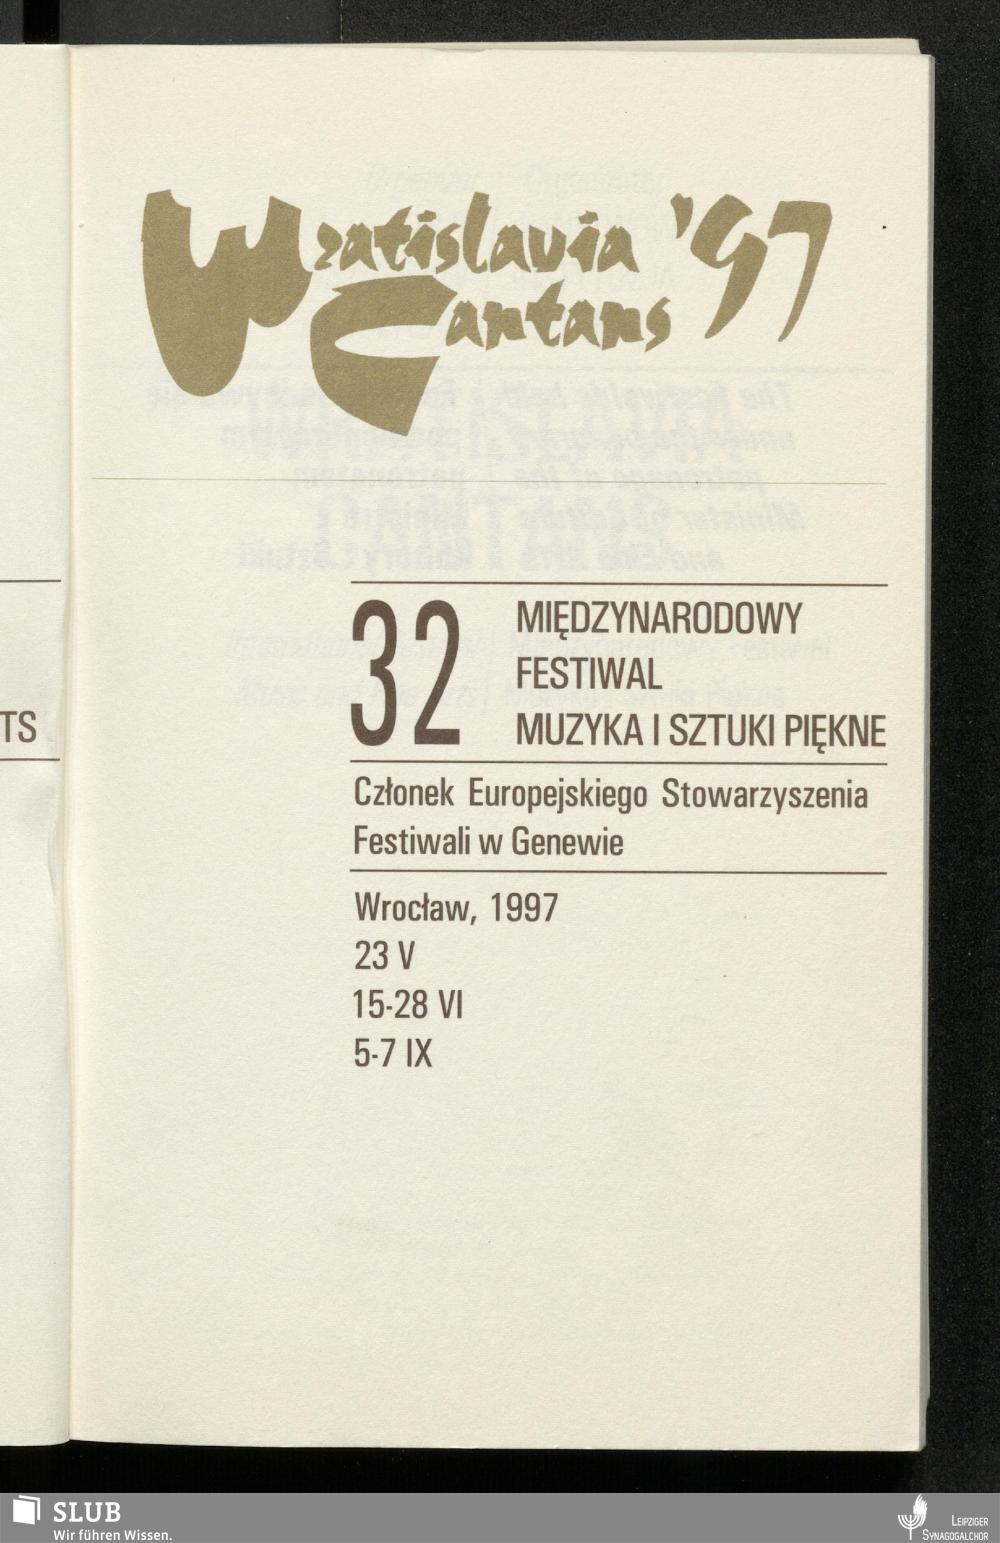 Wratislavia '97
Cantans
32
MIĘDZYNARODOWY
FESTIWAL
MUZYKA I SZTUKI PIĘKNE
TS
Członek Europejskiego Stowarzyszenia
Festiwali w Genewie
Wrocław, 1997
23 V
15-28 VI
5-7 IX
SLUB
Wir führen Wissen.
LEIPZIGER
SYNAGOGALCHOR